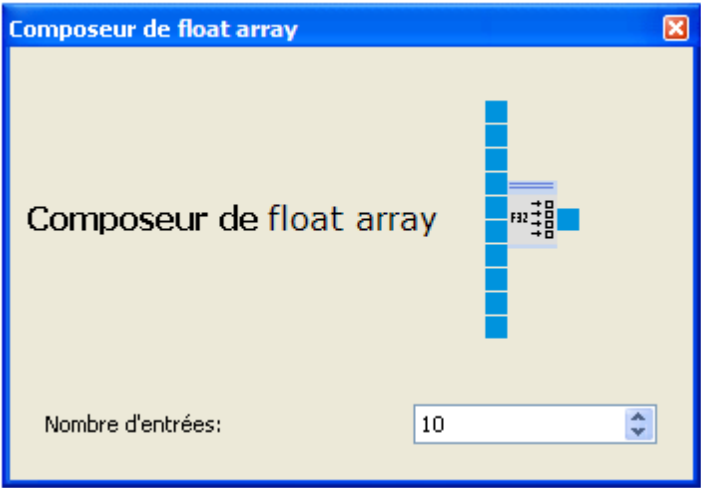 Composeur de float array
Composeur de float array
F32
Nombre d'entrées:
10